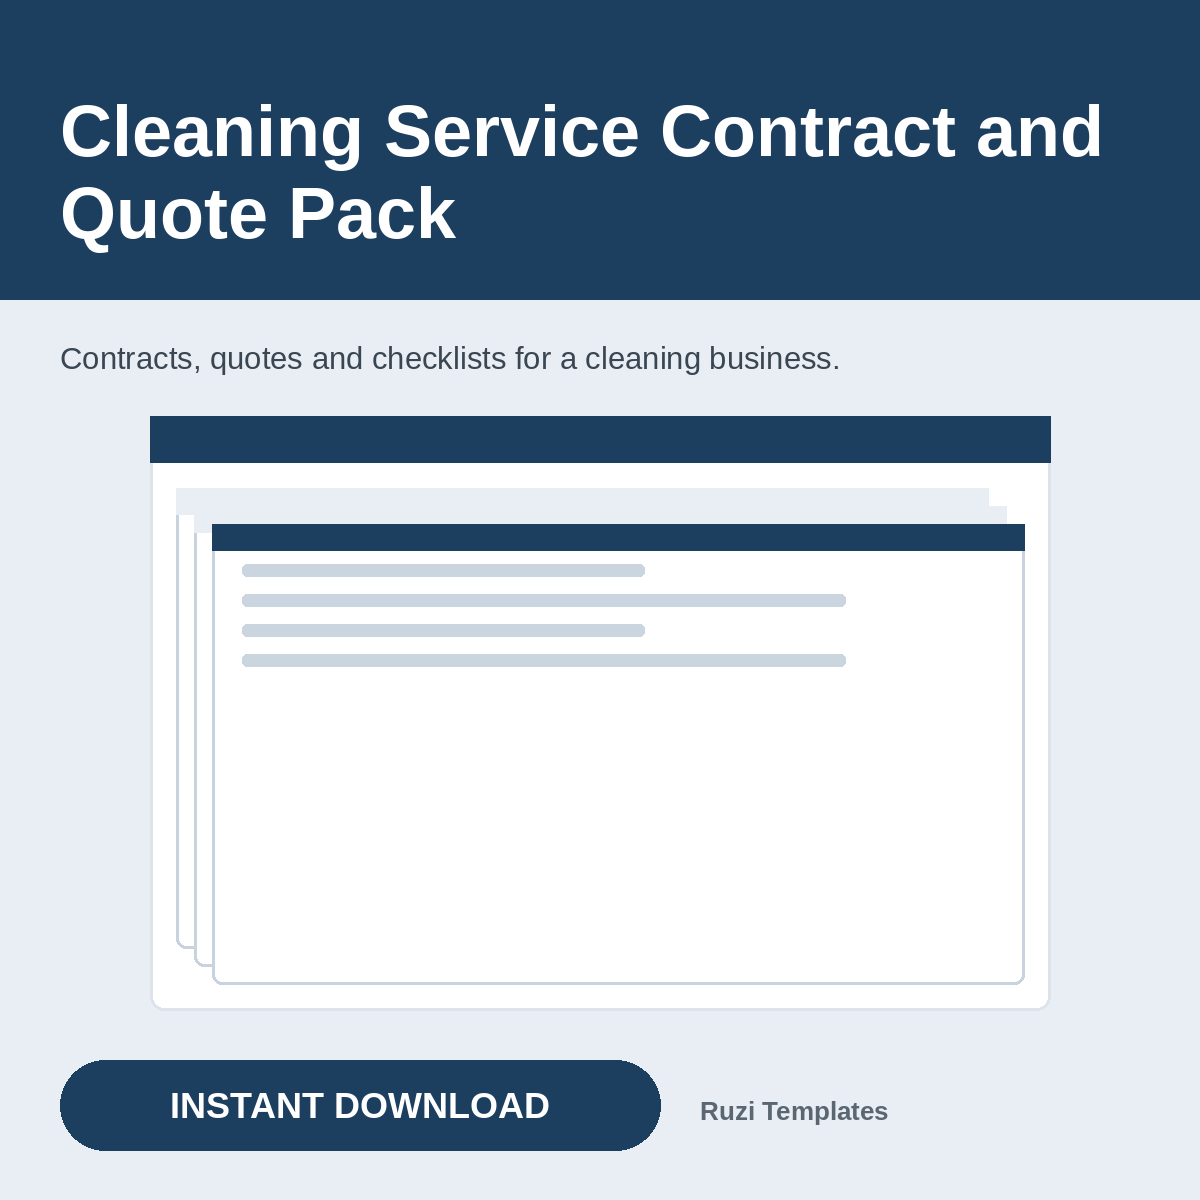 Cleaning Service Contract and
Quote Pack
Contracts, quotes and checklists for a cleaning business.
INSTANT DOWNLOAD
Ruzi Templates